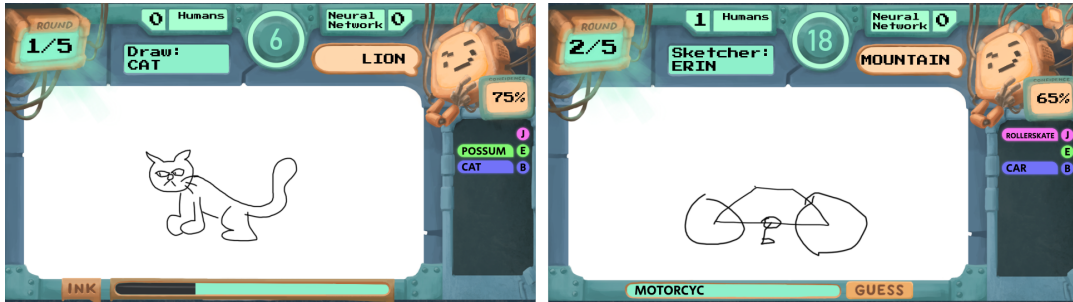 ROUND
1/5
0 Humans
6
Neural Network 0
Draw:
CAT
LION
75%
J
POSSUM E
CAT B
INK
ROUND
2/5
1 Humans
18
Neural Network 0
Sketcher:
ERIN
MOUNTAIN
65%
ROLLERSKATE J
E
CAR B
MOTORCYC
GUESS